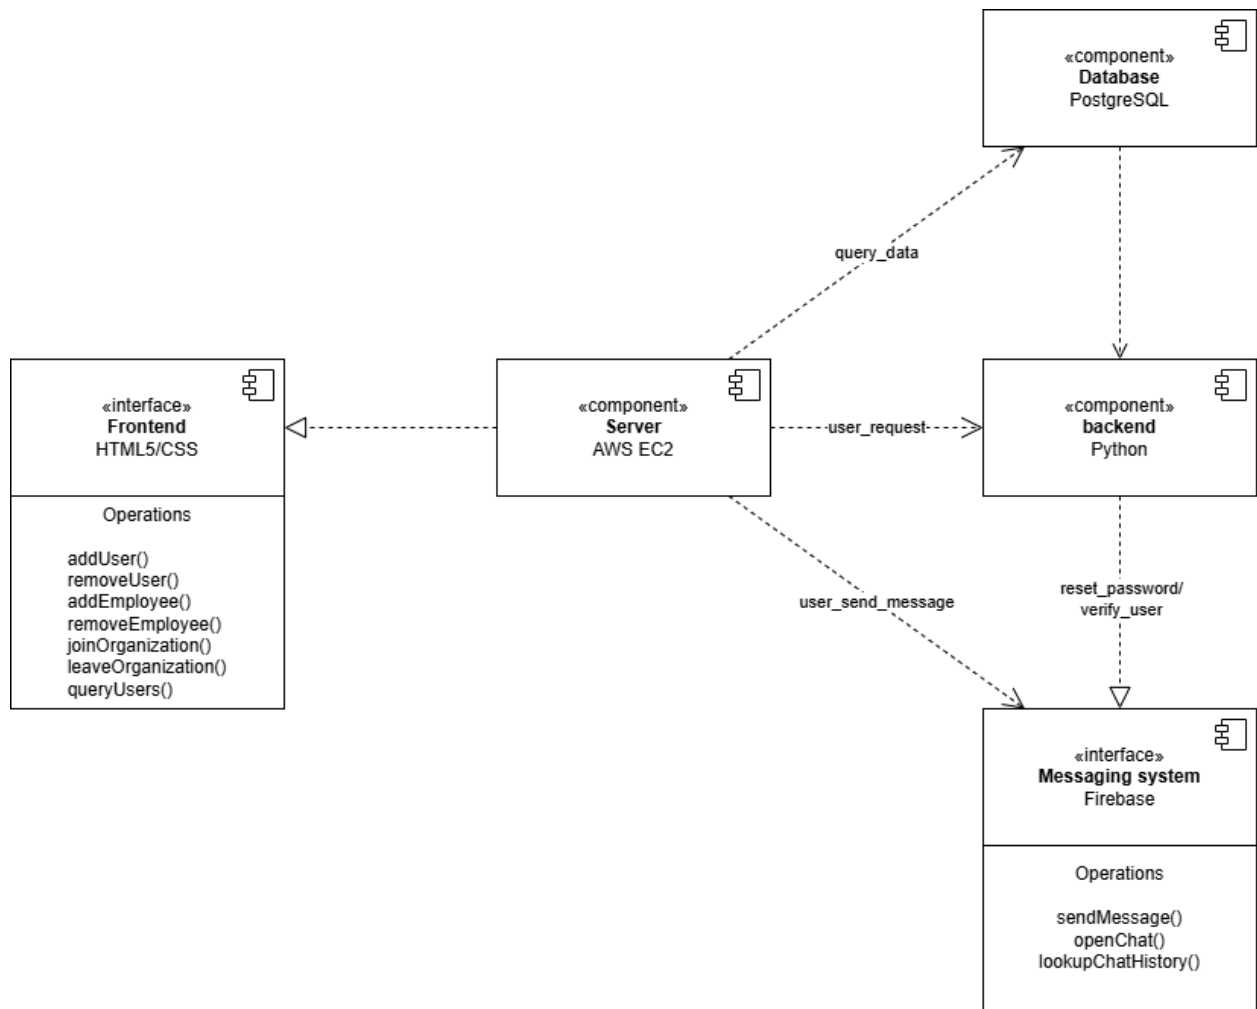 «component»
Database
PostgreSQL
query_data
«interface»
Frontend
HTML5/CSS
Operations
addUser()
removeUser()
addEmployee()
removeEmployee()
joinOrganization()
leaveOrganization()
queryUsers()
«component»
Server
AWS EC2
user_request
«component»
backend
Python
user_send_message
reset_password/
verify_user
«interface»
Messaging system
Firebase
Operations
sendMessage()
openChat()
lookupChatHistory()